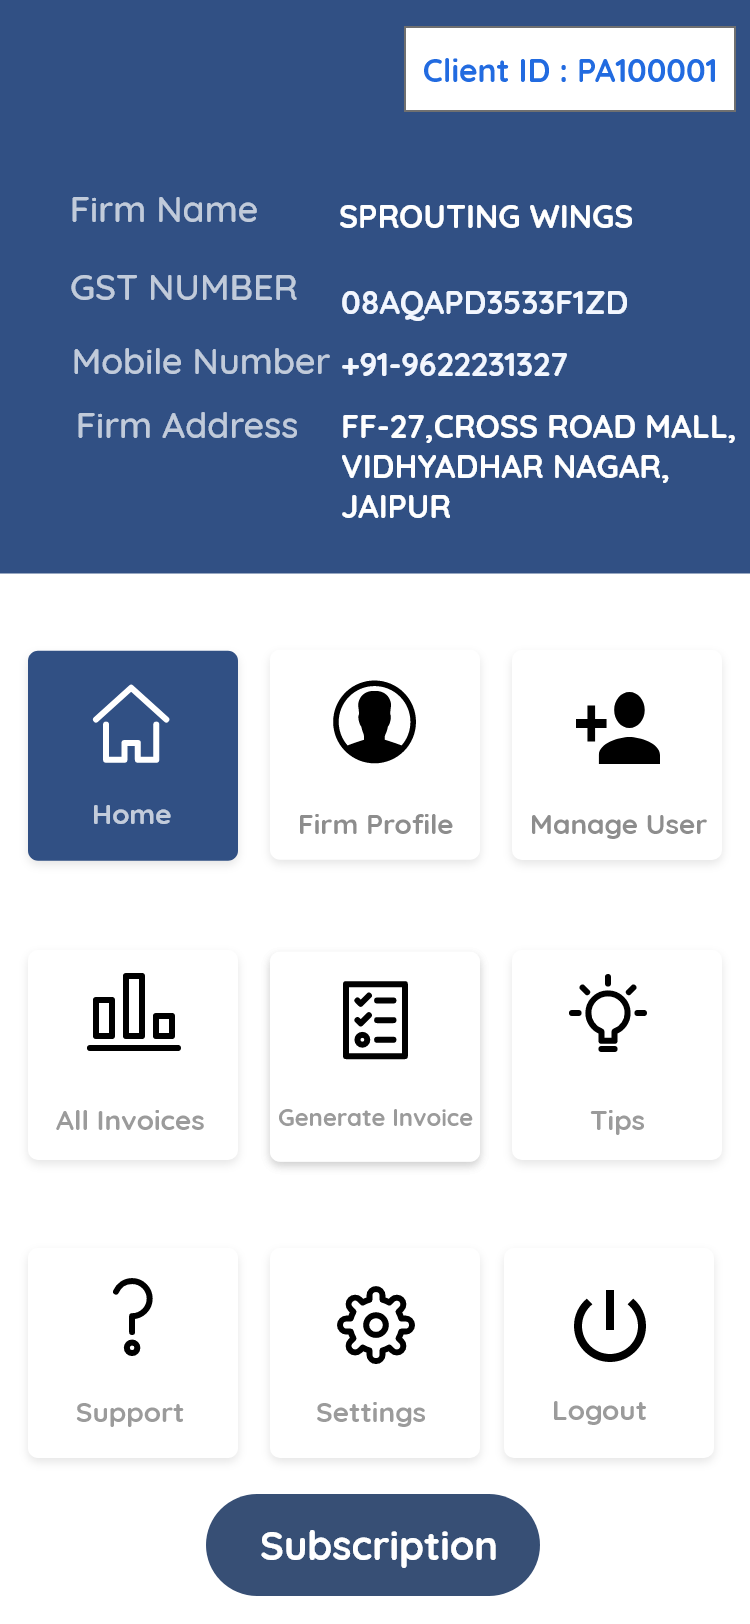 Client ID : PA100001
Firm Name SPROUTING WINGS
GST NUMBER 08AQAPD3533F1ZD
Mobile Number +91-9622231327
Firm Address FF-27,CROSS ROAD MALL,
VIDHYADHAR NAGAR,
JAIPUR
Home
Firm Profile
Manage User
All Invoices
Generate Invoice
Tips
Support
Settings
Logout
Subscription